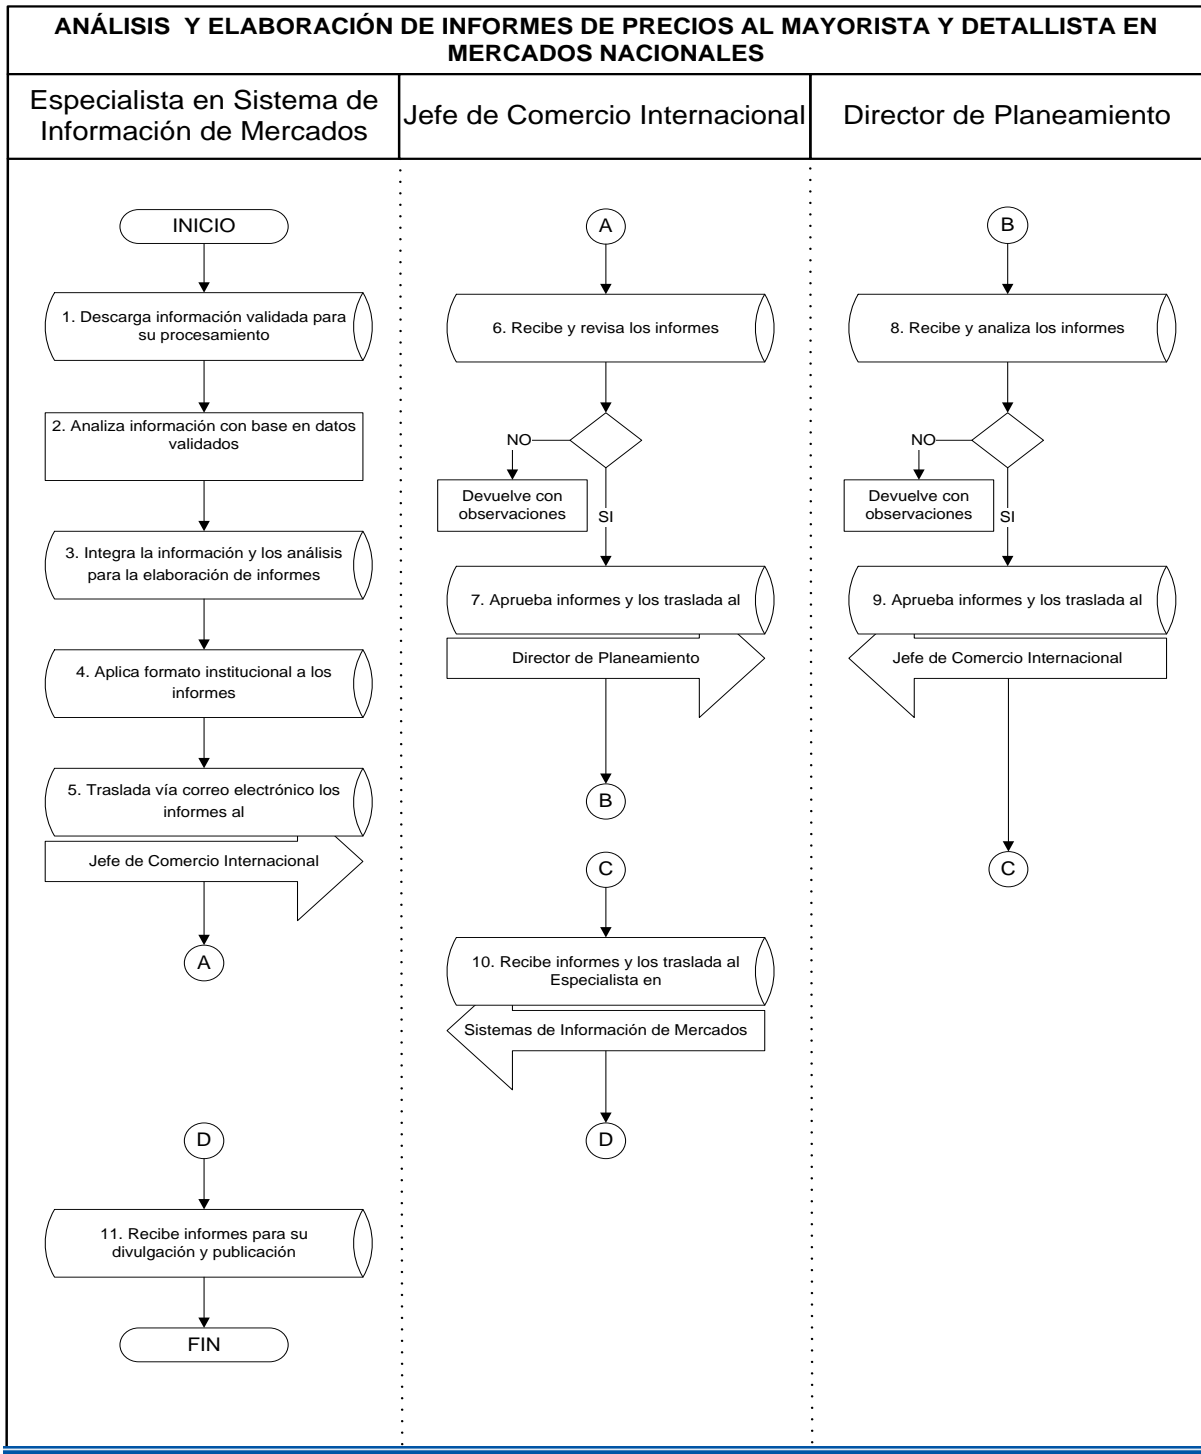 ANÁLISIS Y ELABORACIÓN DE INFORMES DE PRECIOS AL MAYORISTA Y DETALLISTA EN
MERCADOS NACIONALES
Especialista en Sistema de
Información de Mercados
Jefe de Comercio Internacional
Director de Planeamiento
INICIO
1. Descarga información validada para
su procesamiento
2. Analiza información con base en datos
validados
3. Integra la información y los análisis
para la elaboración de informes
4. Aplica formato institucional a los
informes
5. Traslada vía correo electrónico los
informes al
Jefe de Comercio Internacional
A
D
11. Recibe informes para su
divulgación y publicación
FIN
A
6. Recibe y revisa los informes
NO
Devuelve con
observaciones
SI
7. Aprueba informes y los traslada al
Director de Planeamiento
B
C
10. Recibe informes y los traslada al
Especialista en
Sistemas de Información de Mercados
D
B
8. Recibe y analiza los informes
NO
Devuelve con
observaciones
SI
9. Aprueba informes y los traslada al
Jefe de Comercio Internacional
C